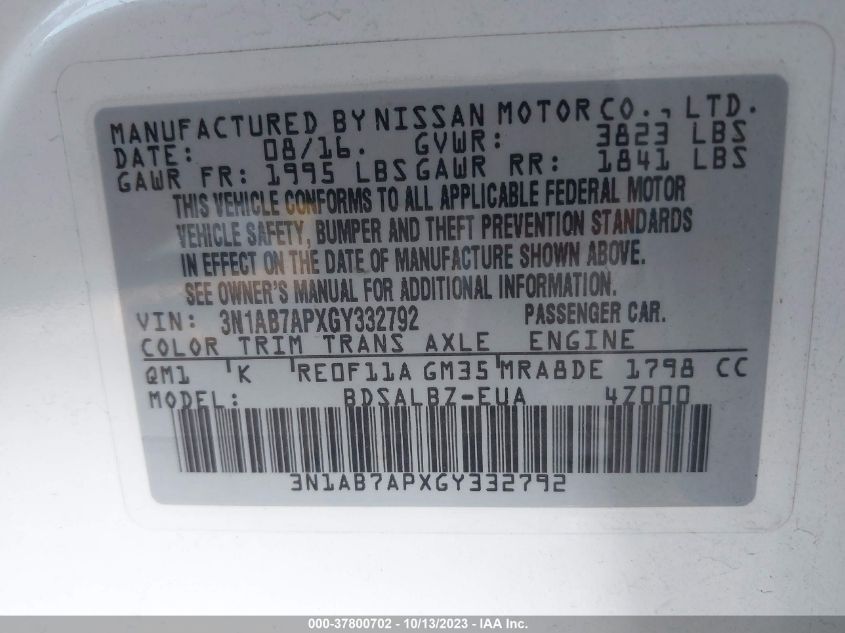 MANUFACTURED BY NISSAN MOTOR CO., LTD.
DATE: 08/16. GVWR: 3823 LBS
GAWR FR: 1995 LBS GAWR RR: 1841 LBS
THIS VEHICLE CONFORMS TO ALL APPLICABLE FEDERAL MOTOR
VEHICLE SAFETY, BUMPER AND THEFT PREVENTION STANDARDS
IN EFFECT ON THE DATE OF MANUFACTURE SHOWN ABOVE.
SEE OWNER'S MANUAL FOR ADDITIONAL INFORMATION.
VIN: 3N1AB7APXGY332792 PASSENGER CAR.
COLOR TRIM TRANS AXLE ENGINE
QM1 K RE0F11A GM35 MRA8DE 1798 CC
MODEL: BDSALBZ-EUA 4Z000
3N1AB7APXGY332792
000-37800702 - 10/13/2023 - IAA Inc.